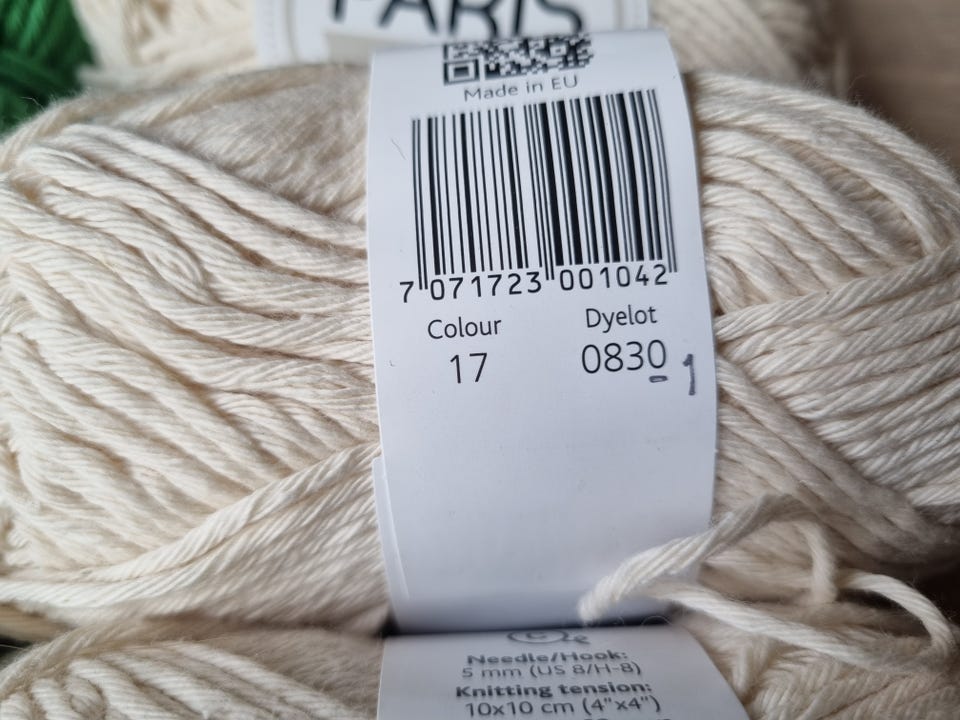 PARIS
Made in EU
7 071723 001042
Colour Dyelot
17 0830 -1
Needle/Hook:
5 mm (US 8/H-8)
Knitting tension:
10x10 cm (4"x4")